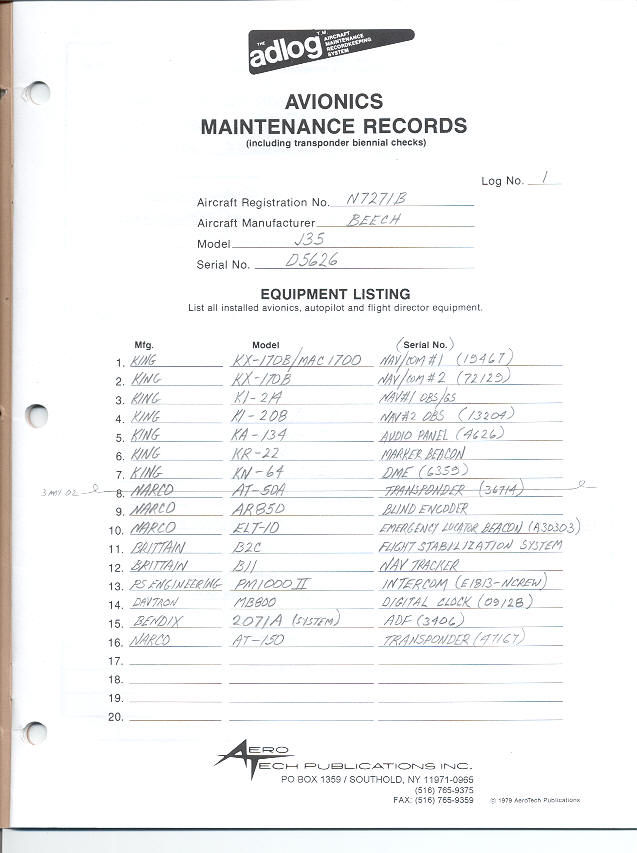 THE adlog T.M. AIRCRAFT MAINTENANCE RECORDKEEPING SYSTEM
AVIONICS
MAINTENANCE RECORDS
(including transponder biennial checks)
Log No. 1
Aircraft Registration No. N7271B
Aircraft Manufacturer BEECH
Model J35
Serial No. D5626
EQUIPMENT LISTING
List all installed avionics, autopilot and flight director equipment.
Mfg. Model (Serial No.)
1. KING KX-170B/MAC 1700 NAV/COM #1 (15467)
2. KING KX-170B NAV/COM #2 (72129)
3. KING KI-214 NAV#1 OBS/GS
4. KING KI-208 NAV#2 OBS (13204)
5. KING KA-134 AUDIO PANEL (4626)
6. KING KR-22 MARKER BEACON
7. KING KN-64 DME (6359)
3 MAY 02 8. NARCO AT-50A TRANSPONDER (36714)
9. NARCO AR850 BLIND ENCODER
10. NARCO ELT-10 EMERGENCY LOCATOR BEACON (A30303)
11. BRITTAIN B2C FLIGHT STABILIZATION SYSTEM
12. BRITTAIN B11 NAV TRACKER
13. PS ENGINEERING PM1000 II INTERCOM (E1813-NCREW)
14. DAVTRON M8800 DIGITAL CLOCK (09128)
15. BENDIX 2071A (SYSTEM) ADF (3406)
16. NARCO AT-150 TRANSPONDER (47167)
17.
18.
19.
20.
AERO
TECH PUBLICATIONS INC.
PO BOX 1359 / SOUTHOLD, NY 11971-0965
(516) 765-9375
FAX: (516) 765-9359 © 1979 AeroTech Publications